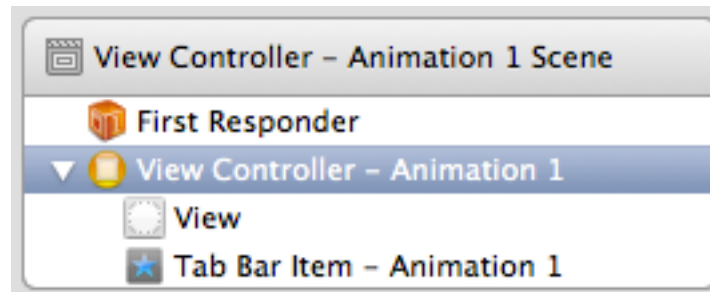 View Controller – Animation 1 Scene
First Responder
View Controller – Animation 1
View
Tab Bar Item – Animation 1